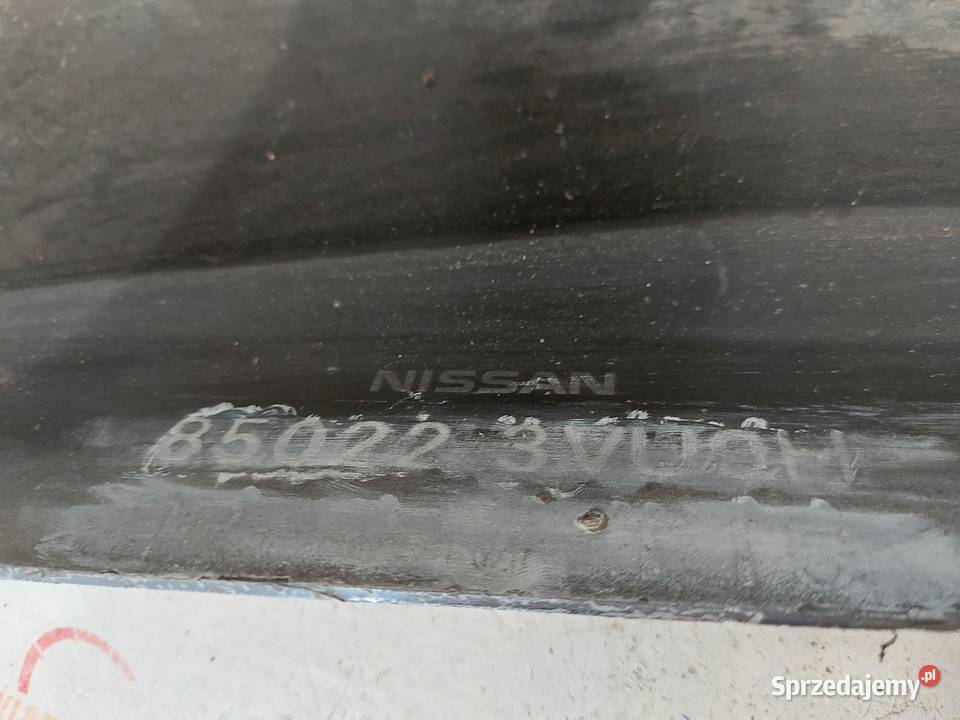 NISSAN
85022 3VU0H
Sprzedajemy.pl